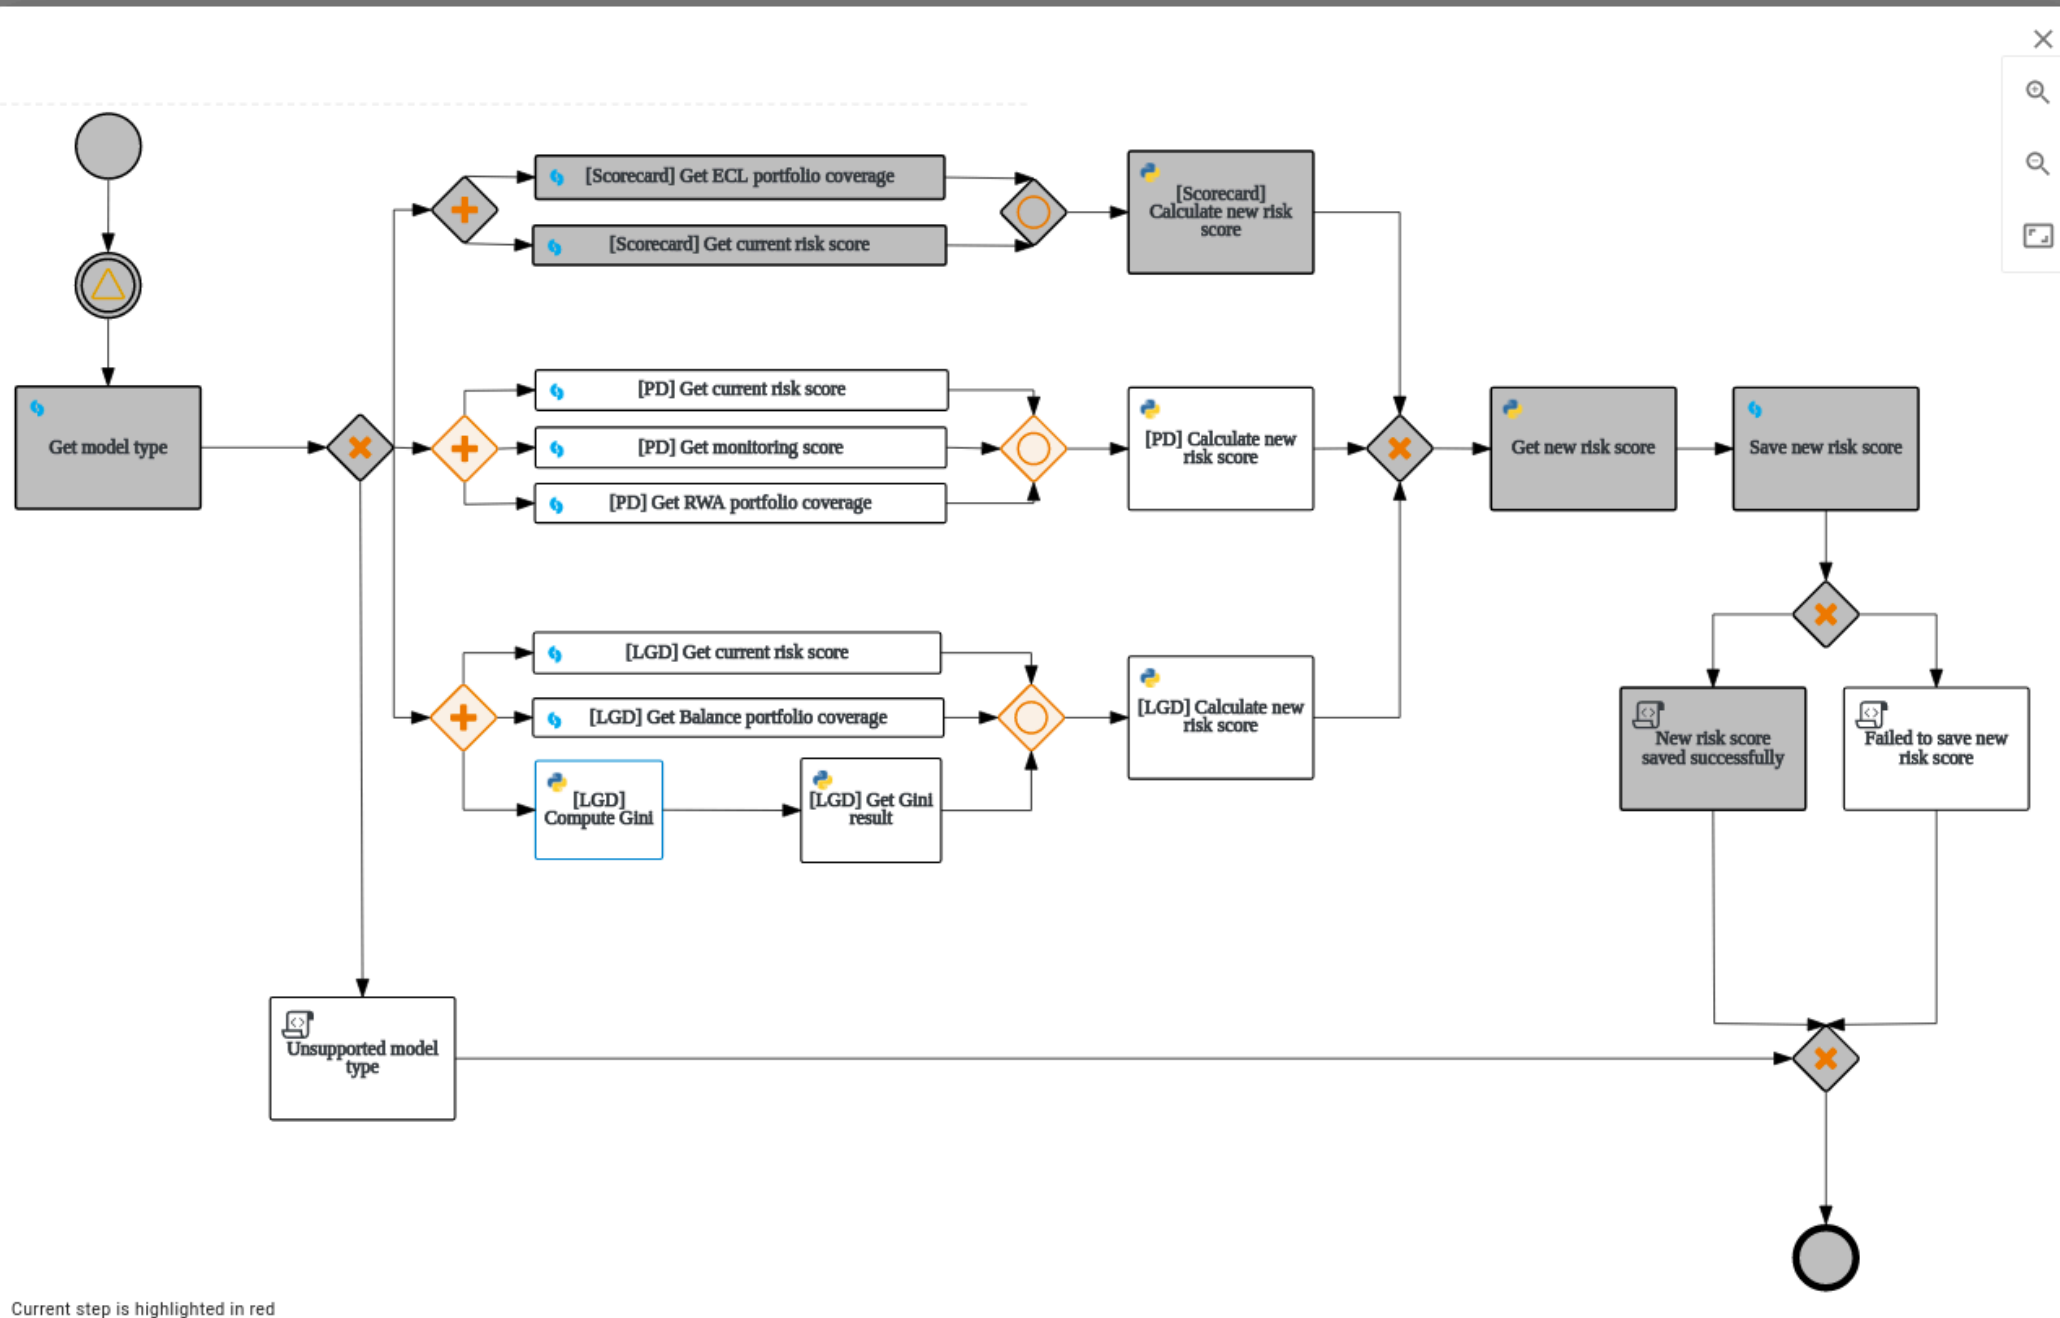 [Scorecard] Get ECL portfolio coverage
[Scorecard] Get current risk score
[Scorecard]
Calculate new risk
score
[PD] Get current risk score
Get model type
[PD] Get monitoring score
[PD] Get RWA portfolio coverage
[PD] Calculate new
risk score
Get new risk score
Save new risk score
[LGD] Get current risk score
[LGD] Get Balance portfolio coverage
[LGD]
Compute Gini
[LGD] Get Gini
result
[LGD] Calculate new
risk score
New risk score
saved successfully
Failed to save new
risk score
Unsupported model
type
Current step is highlighted in red